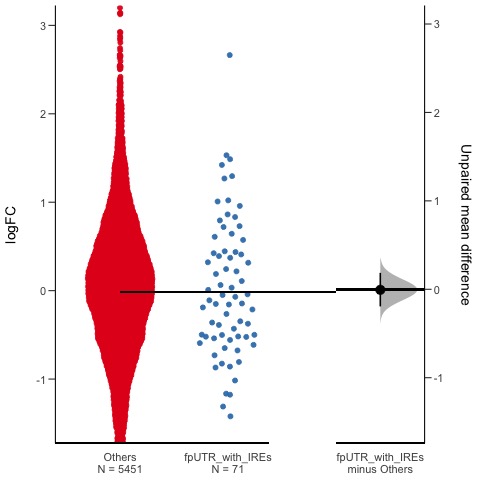 3
2
1
0
-1
logFC
3
2
1
0
-1
Unpaired mean difference
Others
N = 5451
fpUTR_with_IREs
N = 71
fpUTR_with_IREs
minus Others